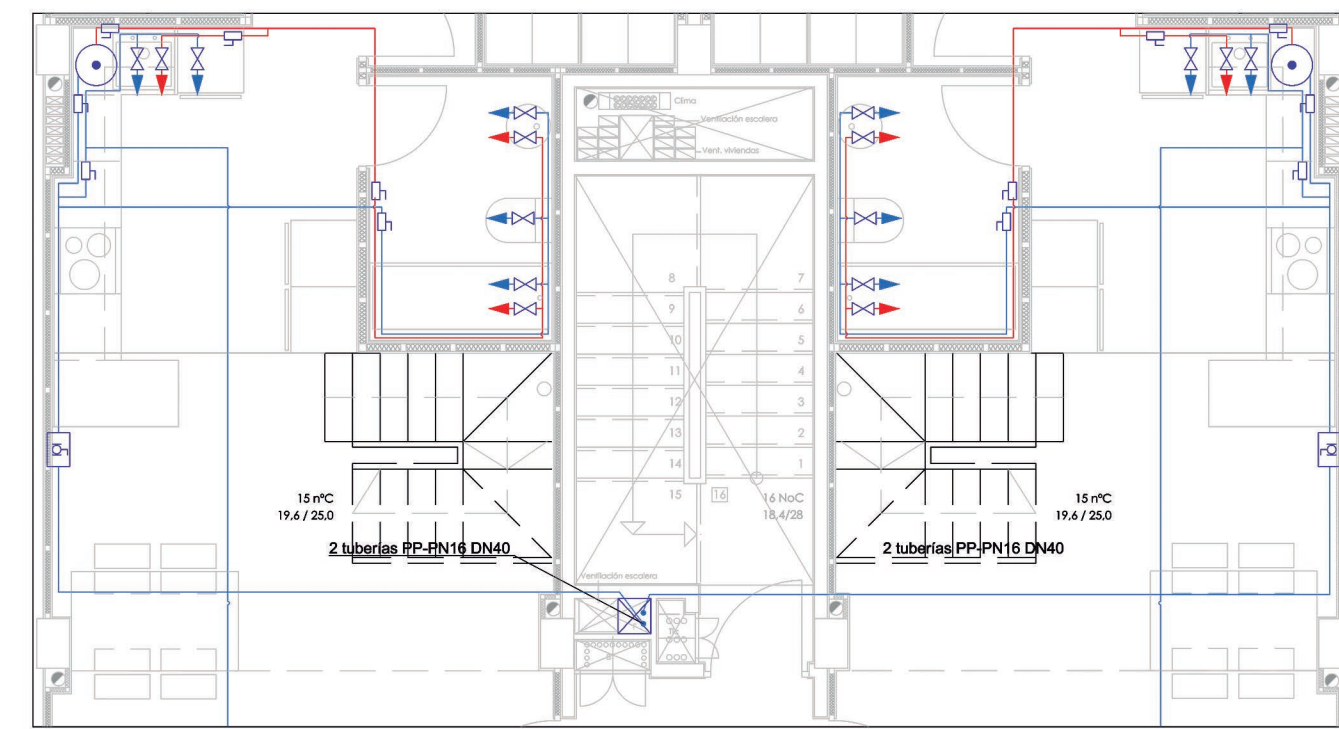 Clima
Ventilación escalera
Vent. viviendas
8 7
9 6
10 5
11 4
12 3
13 2
14 1
15 16
16 NoC
18,4/28
15 nºC
19,6 / 25,0
2 tuberías PP-PN16 DN40
15 nºC
19,6 / 25,0
2 tuberías PP-PN16 DN40
Ventilación escalera